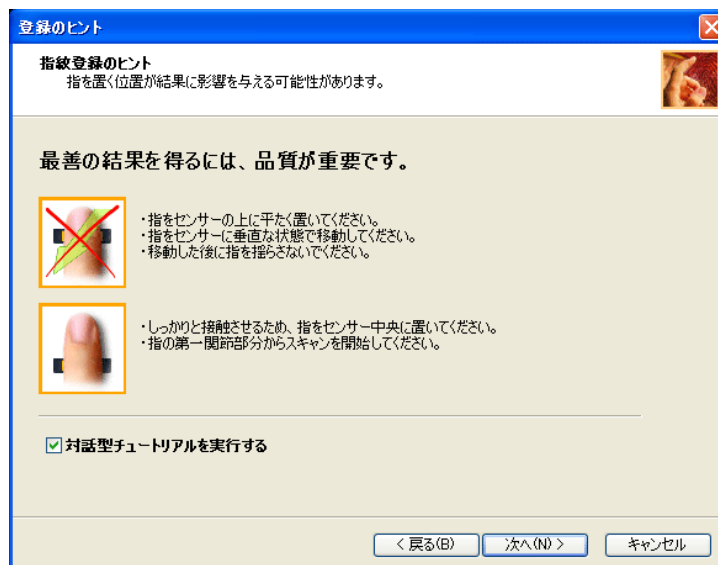 登録のヒント
指紋登録のヒント
指を置く位置が結果に影響を与える可能性があります。
最善の結果を得るには、品質が重要です。
・指をセンサーの上に平たく置いてください。
・指をセンサーに垂直な状態で移動してください。
・移動した後に指を揺らさないでください。
・しっかりと接触させるため、指をセンサー中央に置いてください。
・指の第一関節部分からスキャンを開始してください。
対話型チュートリアルを実行する
< 戻る(B) 次へ(N) > キャンセル